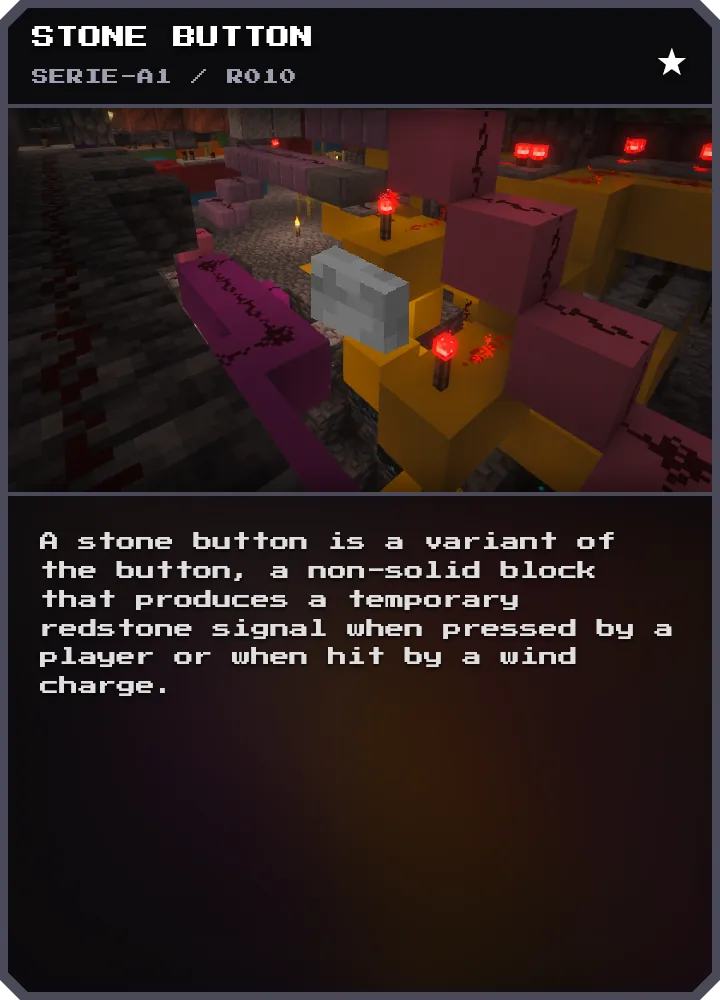 STONE BUTTON
SERIE-A1 / R010
A stone button is a variant of
the button, a non-solid block
that produces a temporary
redstone signal when pressed by a
player or when hit by a wind
charge.